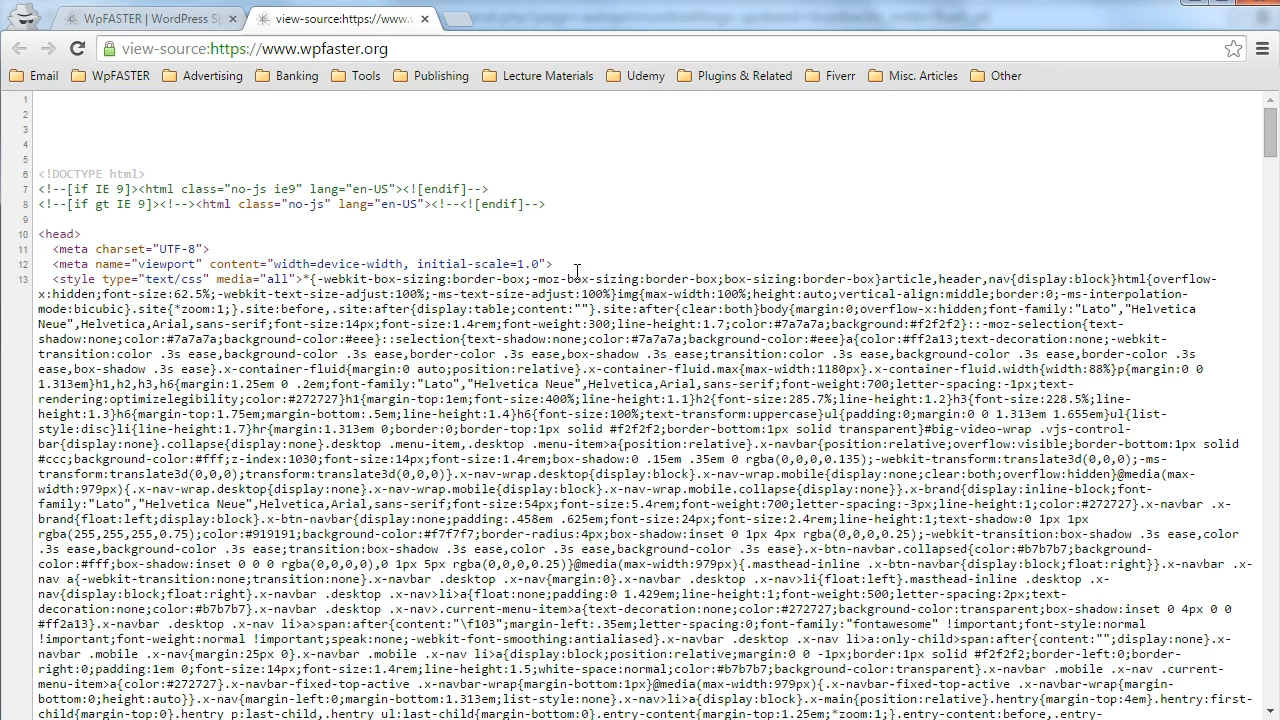 WpFASTER | WordPress Sp
view-source:https://www.w
view-source:https://www.wpfaster.org
Email WpFASTER Advertising Banking Tools Publishing Lecture Materials Udemy Plugins & Related Fiverr Misc. Articles Other
1
2
3
4
5
6 <!DOCTYPE html>
7 <!--[if IE 9]><html class="no-js ie9" lang="en-US"><![endif]-->
8 <!--[if gt IE 9]><!--><html class="no-js" lang="en-US"><!--<![endif]-->
9
10 <head>
11 <meta charset="UTF-8">
12 <meta name="viewport" content="width=device-width, initial-scale=1.0">
13 <style type="text/css" media="all">*{-webkit-box-sizing:border-box;-moz-box-sizing:border-box;box-sizing:border-box}article,header,nav{display:block}html{overflow-
x:hidden;font-size:62.5%;-webkit-text-size-adjust:100%;-ms-text-size-adjust:100%}img{max-width:100%;height:auto;vertical-align:middle;border:0;-ms-interpolation-
mode:bicubic}.site{*zoom:1;}.site:before,.site:after{display:table;content:""}.site:after{clear:both}body{margin:0;overflow-x:hidden;font-family:"Lato","Helvetica
Neue",Helvetica,Arial,sans-serif;font-size:14px;font-size:1.4rem;font-weight:300;line-height:1.7;color:#7a7a7a;background:#f2f2f2}::-moz-selection{text-
shadow:none;color:#7a7a7a;background-color:#eee}::selection{text-shadow:none;color:#7a7a7a;background-color:#eee}a{color:#ff2a13;text-decoration:none;-webkit-
transition:color .3s ease,background-color .3s ease,border-color .3s ease,box-shadow .3s ease;transition:color .3s ease,background-color .3s ease,border-color .3s
ease,box-shadow .3s ease}.x-container-fluid{margin:0 auto;position:relative}.x-container-fluid.max{max-width:1180px}.x-container-fluid.width{width:88%}p{margin:0 0
1.313em}h1,h2,h3,h6{margin:1.25em 0 .2em;font-family:"Lato","Helvetica Neue",Helvetica,Arial,sans-serif;font-weight:700;letter-spacing:-1px;text-
rendering:optimizelegibility;color:#272727}h1{margin-top:1em;font-size:400%;line-height:1.1}h2{font-size:285.7%;line-height:1.2}h3{font-size:228.5%;line-
height:1.3}h6{margin-top:1.75em;margin-bottom:.5em;line-height:1.4}h6{font-size:100%;text-transform:uppercase}ul{padding:0;margin:0 0 1.313em 1.655em}ul{list-
style:disc}li{line-height:1.7}hr{margin:1.313em 0;border:0;border-top:1px solid #f2f2f2;border-bottom:1px solid transparent}#big-video-wrap .vjs-control-
bar{display:none}.collapse{display:none}.desktop .menu-item,.desktop .menu-item>a{position:relative}.x-navbar{position:relative;overflow:visible;border-bottom:1px solid
#ccc;background-color:#fff;z-index:1030;font-size:14px;font-size:1.4rem;box-shadow:0 .15em .35em 0 rgba(0,0,0,0.135);-webkit-transform:translate3d(0,0,0);-ms-
transform:translate3d(0,0,0);transform:translate3d(0,0,0)}.x-nav-wrap.desktop{display:block}.x-nav-wrap.mobile{display:none;clear:both;overflow:hidden}@media(max-
width:979px){.x-nav-wrap.desktop{display:none}.x-nav-wrap.mobile{display:block}.x-nav-wrap.mobile.collapse{display:none}}.x-brand{display:inline-block;font-
family:"Lato","Helvetica Neue",Helvetica,Arial,sans-serif;font-size:54px;font-size:5.4rem;font-weight:700;letter-spacing:-3px;line-height:1;color:#272727}.x-navbar .x-
brand{float:left;display:block}.x-btn-navbar{display:none;padding:.458em .625em;font-size:24px;font-size:2.4rem;line-height:1;text-shadow:0 1px 1px
rgba(255,255,255,0.75);color:#919191;background-color:#f7f7f7;border-radius:4px;box-shadow:inset 0 1px 4px rgba(0,0,0,0.25);-webkit-transition:box-shadow .3s ease,color
.3s ease,background-color .3s ease;transition:box-shadow .3s ease,color .3s ease,background-color .3s ease}.x-btn-navbar.collapsed{color:#b7b7b7;background-
color:#fff;box-shadow:inset 0 0 0 rgba(0,0,0,0),0 1px 5px rgba(0,0,0,0.25)}@media(max-width:979px){.masthead-inline .x-btn-navbar{display:block;float:right}}.x-navbar .x-
nav a{-webkit-transition:none;transition:none}.x-navbar .desktop .x-nav{margin:0}.x-navbar .desktop .x-nav>li{float:left}.masthead-inline .desktop .x-
nav{display:block;float:right}.x-navbar .desktop .x-nav>li>a{float:none;padding:0 1.429em;line-height:1;font-weight:500;letter-spacing:2px;text-
decoration:none;color:#b7b7b7}.x-navbar .desktop .x-nav>.current-menu-item>a{text-decoration:none;color:#272727;background-color:transparent;box-shadow:inset 0 4px 0 0
#ff2a13}.x-navbar .desktop .x-nav li>a>span:after{content:"\f103";margin-left:.35em;letter-spacing:0;font-family:"fontawesome" !important;font-style:normal
!important;font-weight:normal !important;speak:none;-webkit-font-smoothing:antialiased}.x-navbar .desktop .x-nav li>a:only-child>span:after{content:"";display:none}.x-
navbar .mobile .x-nav{margin:25px 0}.x-navbar .mobile .x-nav li>a{display:block;position:relative;margin:0 0 -1px;border:1px solid #f2f2f2;border-left:0;border-
right:0;padding:1em 0;font-size:14px;font-size:1.4rem;line-height:1.5;white-space:normal;color:#b7b7b7;background-color:transparent}.x-navbar .mobile .x-nav .current-
menu-item>a{color:#272727}.x-navbar-fixed-top-active .x-navbar-wrap{margin-bottom:1px}@media(max-width:979px){.x-navbar-fixed-top-active .x-navbar-wrap{margin-
bottom:0;height:auto}}.x-nav{margin-left:0;margin-bottom:1.313em;list-style:none}.x-nav>li>a{display:block}.x-main{position:relative}.hentry{margin-top:4em}.hentry:first-
child{margin-top:0}.hentry p:last-child,.hentry ul:last-child{margin-bottom:0}.entry-content{margin-top:1.25em;*zoom:1;}.entry-content:before,.entry-